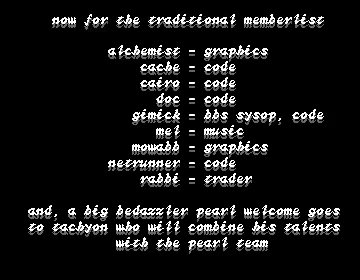 now for the traditional memberlist
alchemist = graphics
cache = code
cairo = code
doc = code
gimick = bbs sysop, code
mel = music
mowabb = graphics
netrunner = code
rabbi = trader
and, a big bedazzler pearl welcome goes
to tachyon who will combine his talents
with the pearl team